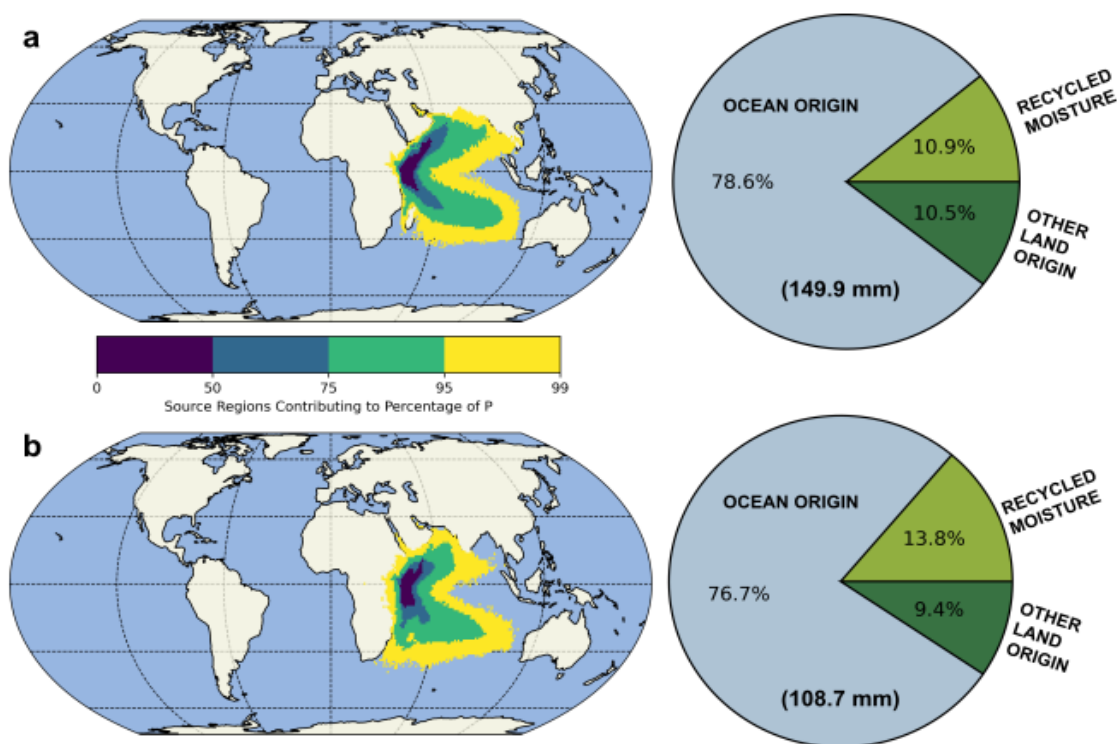 a
OCEAN ORIGIN
78.6%
RECYCLED
MOISTURE
10.9%
10.5%
OTHER
LAND
ORIGIN
(149.9 mm)
0 50 75 95 99
Source Regions Contributing to Percentage of P
b
OCEAN ORIGIN
76.7%
RECYCLED
MOISTURE
13.8%
9.4%
OTHER
LAND
ORIGIN
(108.7 mm)